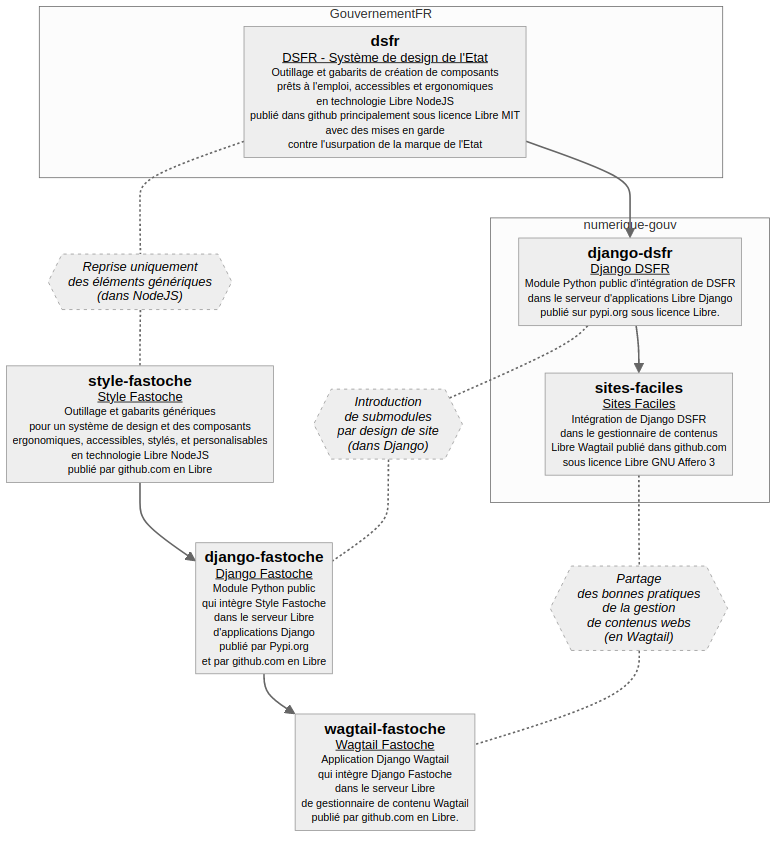 GouvernementFR
dsfr
DSFR - Système de design de l'Etat
Outillage et gabarits de création de composants
prêts à l'emploi, accessibles et ergonomiques
en technologie Libre NodeJS
publié dans github principalement sous licence Libre MIT
avec des mises en garde
contre l'usurpation de la marque de l'Etat
numerique-gouv
django-dsfr
Django DSFR
Module Python public d'intégration de DSFR
dans le serveur d'applications Libre Django
publié sur pypi.org sous licence Libre.
Reprise uniquement
des éléments génériques
(dans NodeJS)
style-fastoche
Style Fastoche
Outillage et gabarits génériques
pour un système de design et des composants
ergonomiques, accessibles, stylés, et personalisables
en technologie Libre NodeJS
publié par github.com en Libre
Introduction
de submodules
par design de site
(dans Django)
sites-faciles
Sites Faciles
Intégration de Django DSFR
dans le gestionnaire de contenus
Libre Wagtail publié dans github.com
sous licence Libre GNU Affero 3
django-fastoche
Django Fastoche
Module Python public
qui intègre Style Fastoche
dans le serveur Libre
d'applications Django
publié par Pypi.org
et par github.com en Libre
Partage
des bonnes pratiques
de la gestion
de contenus webs
(en Wagtail)
wagtail-fastoche
Wagtail Fastoche
Application Django Wagtail
qui intègre Django Fastoche
dans le serveur Libre
de gestionnaire de contenu Wagtail
publié par github.com en Libre.